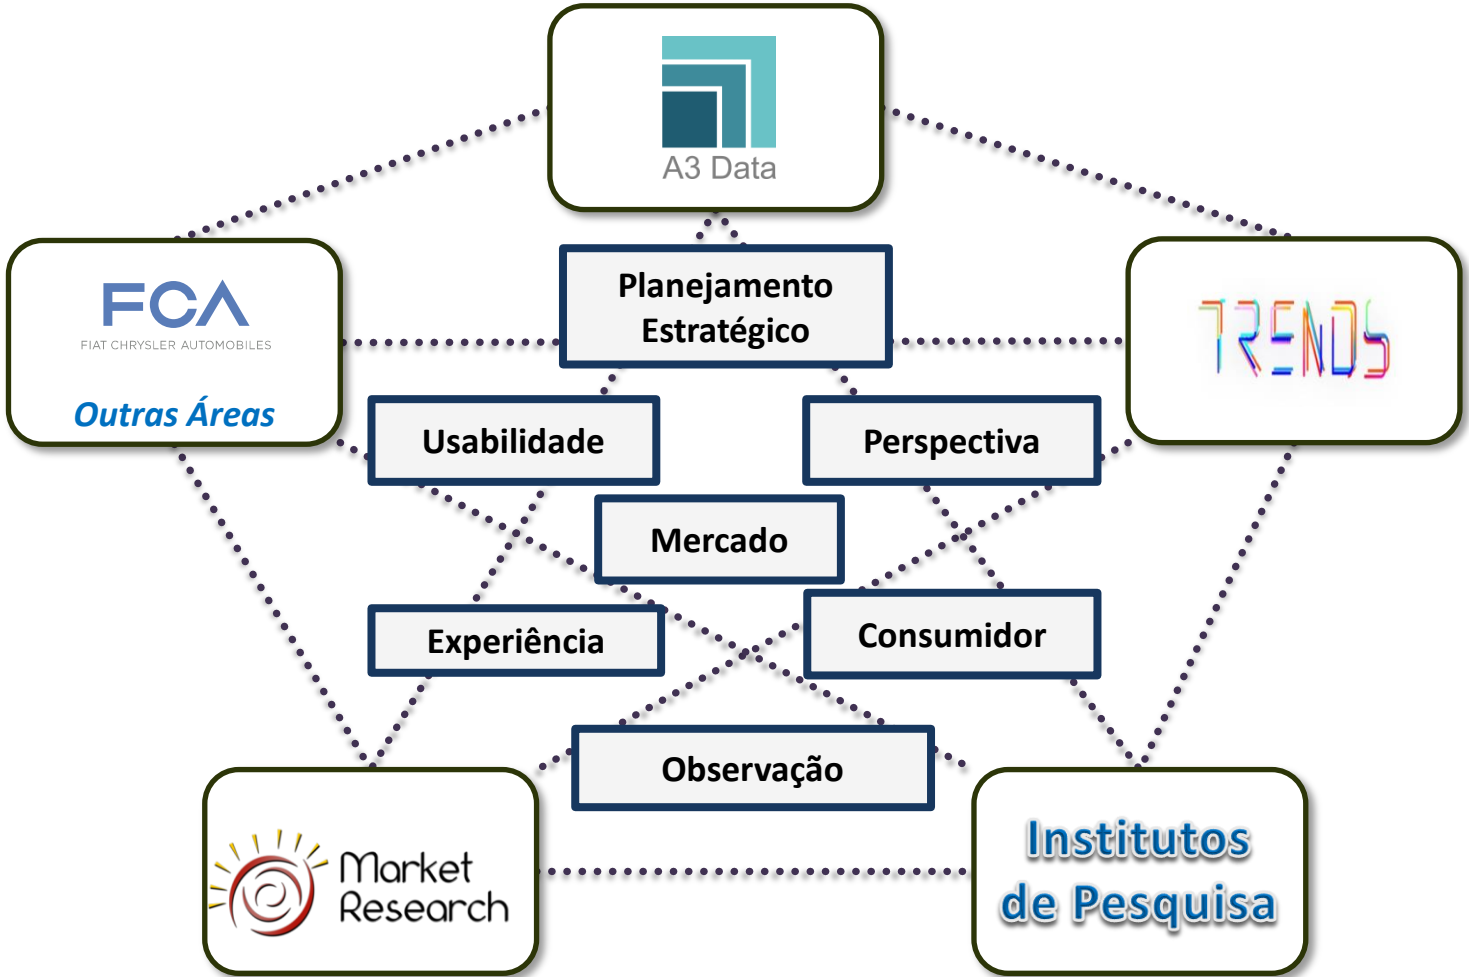 A3 Data
FCA
FIAT CHRYSLER AUTOMOBILES
Outras Áreas
Planejamento
Estratégico
TRENDS
Usabilidade
Perspectiva
Mercado
Experiência
Consumidor
Observação
Market
Research
Institutos
de Pesquisa